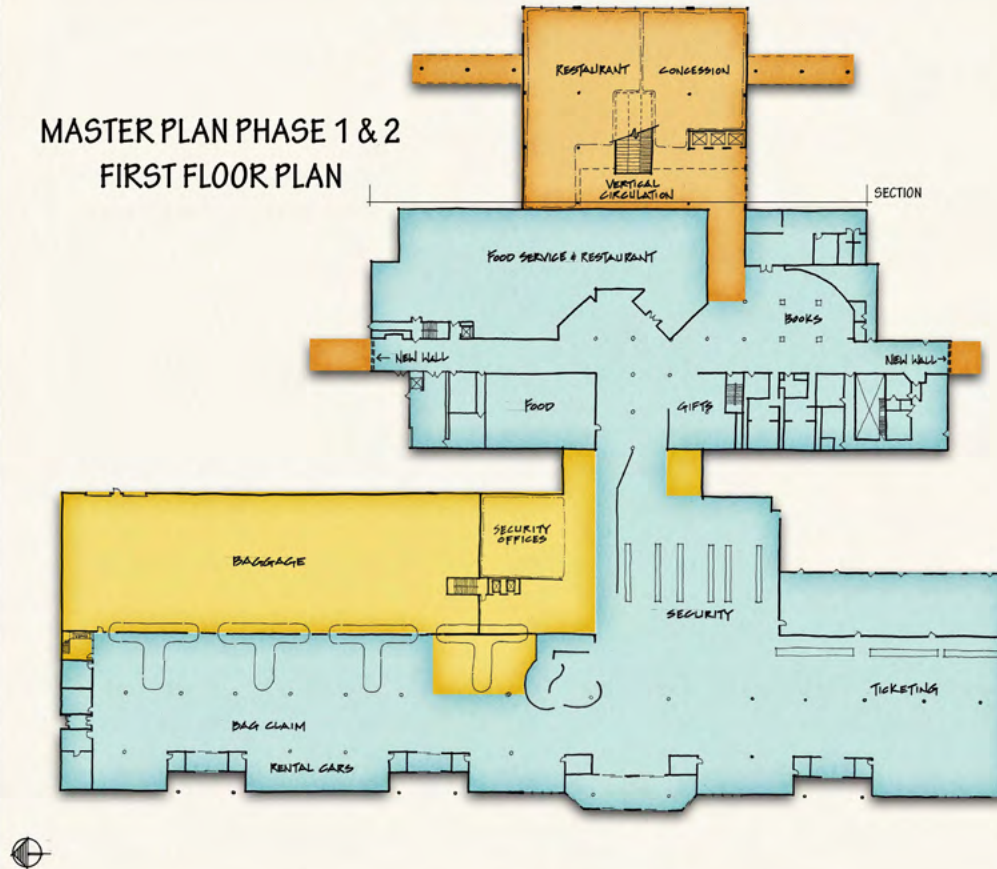 RESTAURANT
CONCESSION
MASTER PLAN PHASE 1 & 2
FIRST FLOOR PLAN
VERTICAL
CIRCULATION
SECTION
FOOD SERVICE & RESTAURANT
BOOKS
← NEW WALL
NEW WALL →
FOOD
GIFTS
SECURITY
OFFICES
BAGGAGE
SECURITY
TICKETING
BAG CLAIM
RENTAL CARS